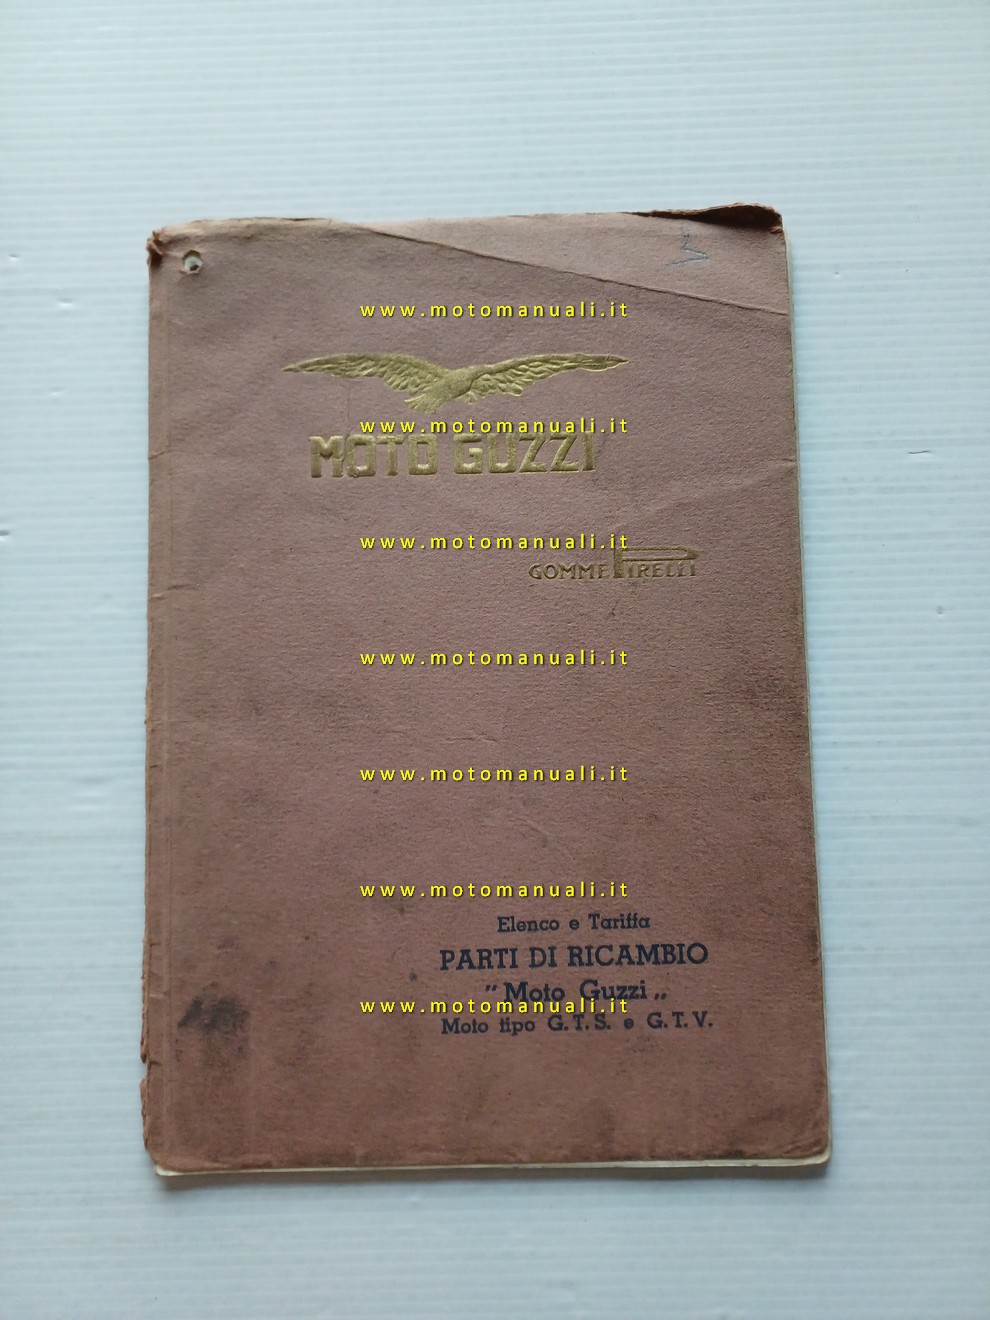 www.motomanuali.it
www.motomanuali.it
MOTO GUZZI
www.motomanuali.it
GOMME PIRELLI
www.motomanuali.it
www.motomanuali.it
www.motomanuali.it
Elenco e Tariffa
PARTI DI RICAMBIO
"Moto Guzzi„
www.motomanuali.it
Moto tipo G.T.S. e G.T.V.